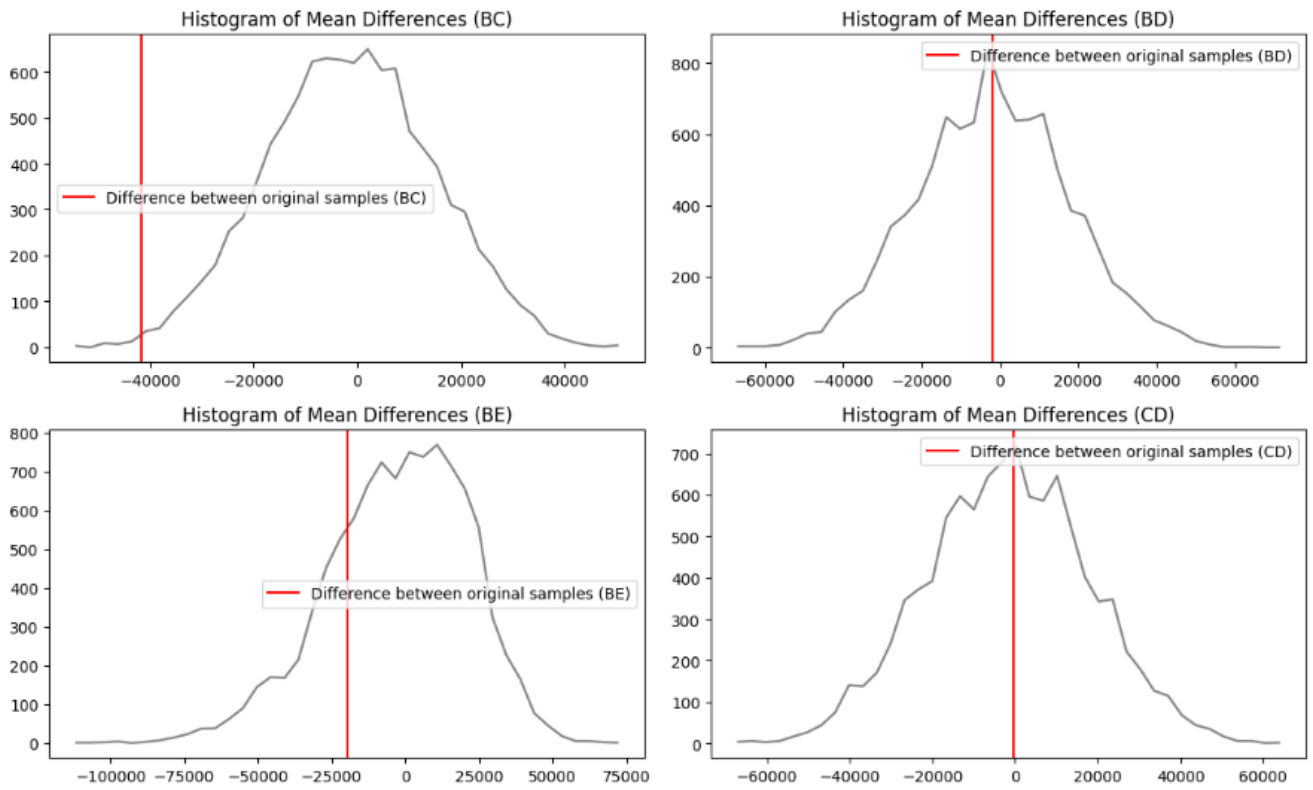 Histogram of Mean Differences (BC)
600
500
400
300
200
100
0
Difference between original samples (BC)
−40000 −20000 0 20000 40000
Histogram of Mean Differences (BD)
800
600
400
200
0
Difference between original samples (BD)
−60000 −40000 −20000 0 20000 40000 60000
Histogram of Mean Differences (BE)
800
700
600
500
400
300
200
100
0
Difference between original samples (BE)
−100000 −75000 −50000 −25000 0 25000 50000 75000
Histogram of Mean Differences (CD)
700
600
500
400
300
200
100
0
Difference between original samples (CD)
−60000 −40000 −20000 0 20000 40000 60000